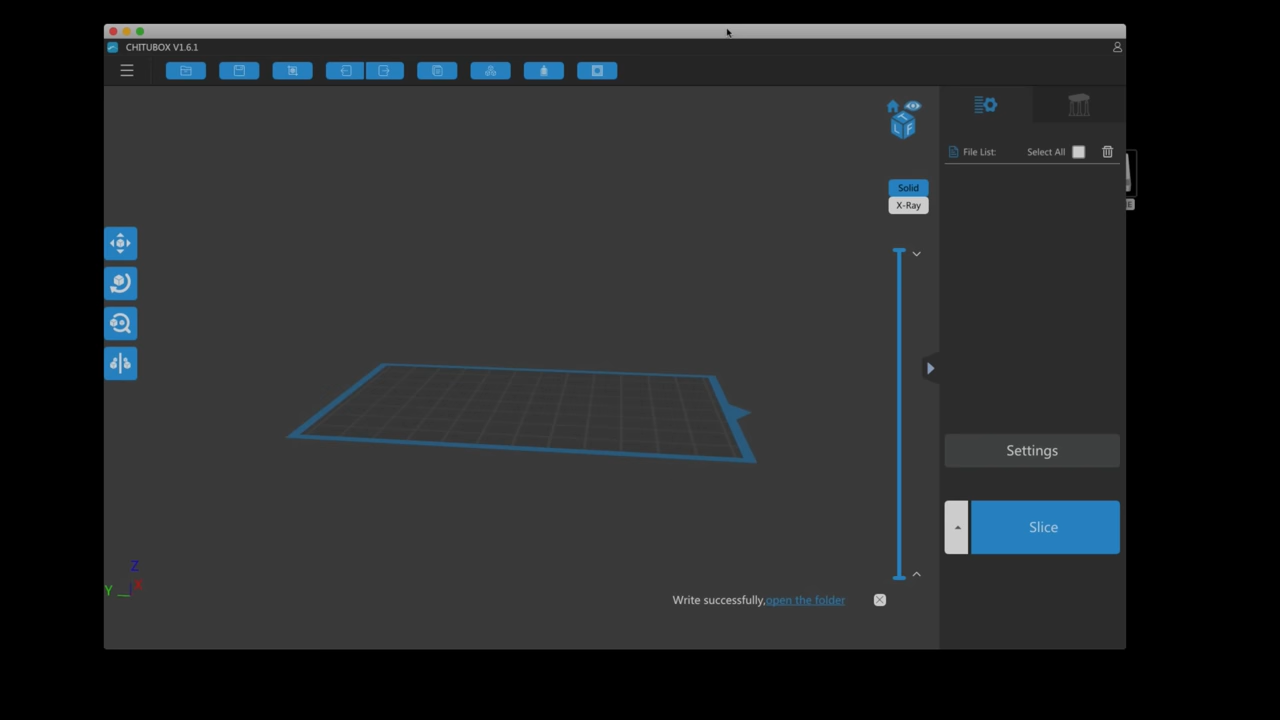 CHITUBOX V1.6.1
T
L F
File List: Select All
Solid
X-Ray
E
Settings
Slice
Z
X
Y
Write successfully,open the folder